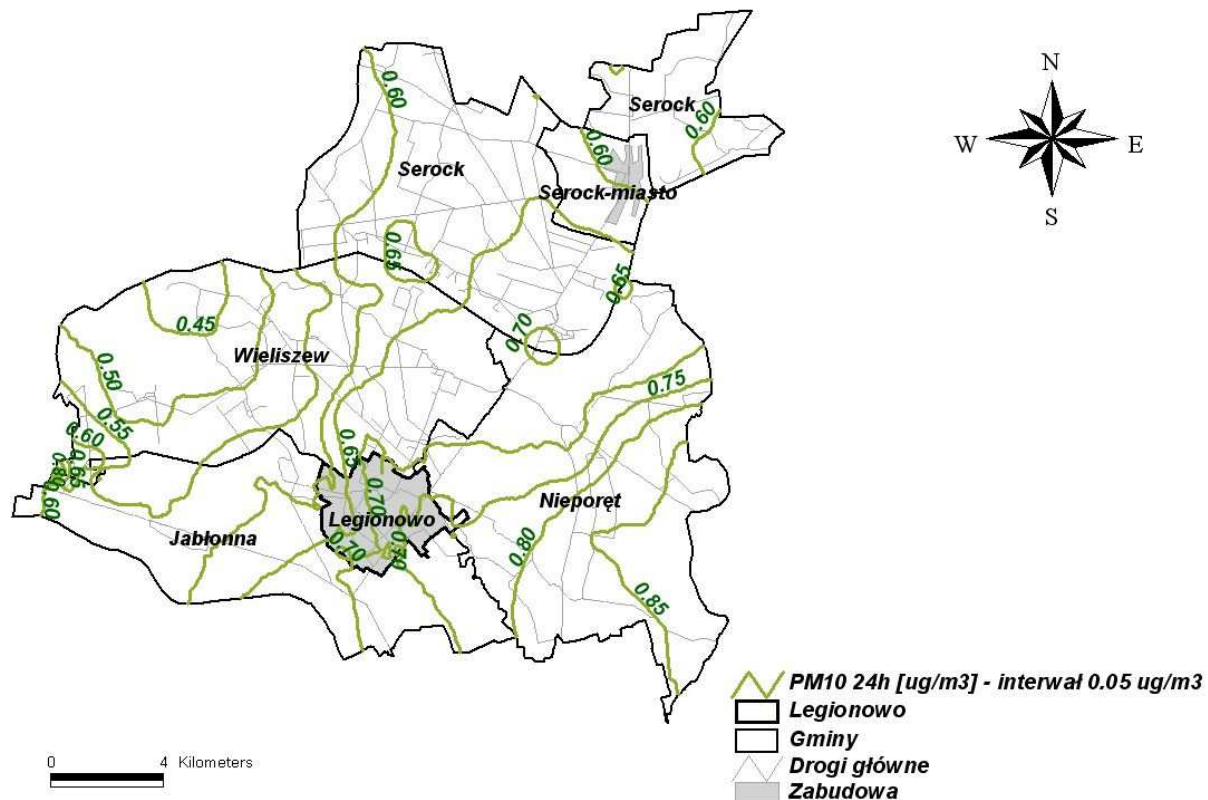 N
W E
S
0.60
Serock
0.60
0.60
Serock
Serock-miasto
0.65
0.65
0.70
0.45
Wieliszew
0.50
0.75
0.55
0.60
0.65
0.60
0.65
0.70
Nieporęt
Legionowo
Jabłonna
0.70
0.70
0.80
0.85
PM10 24h [ug/m3] - interwał 0.05 ug/m3
Legionowo
Gminy
Drogi główne
Zabudowa
0 4 Kilometers